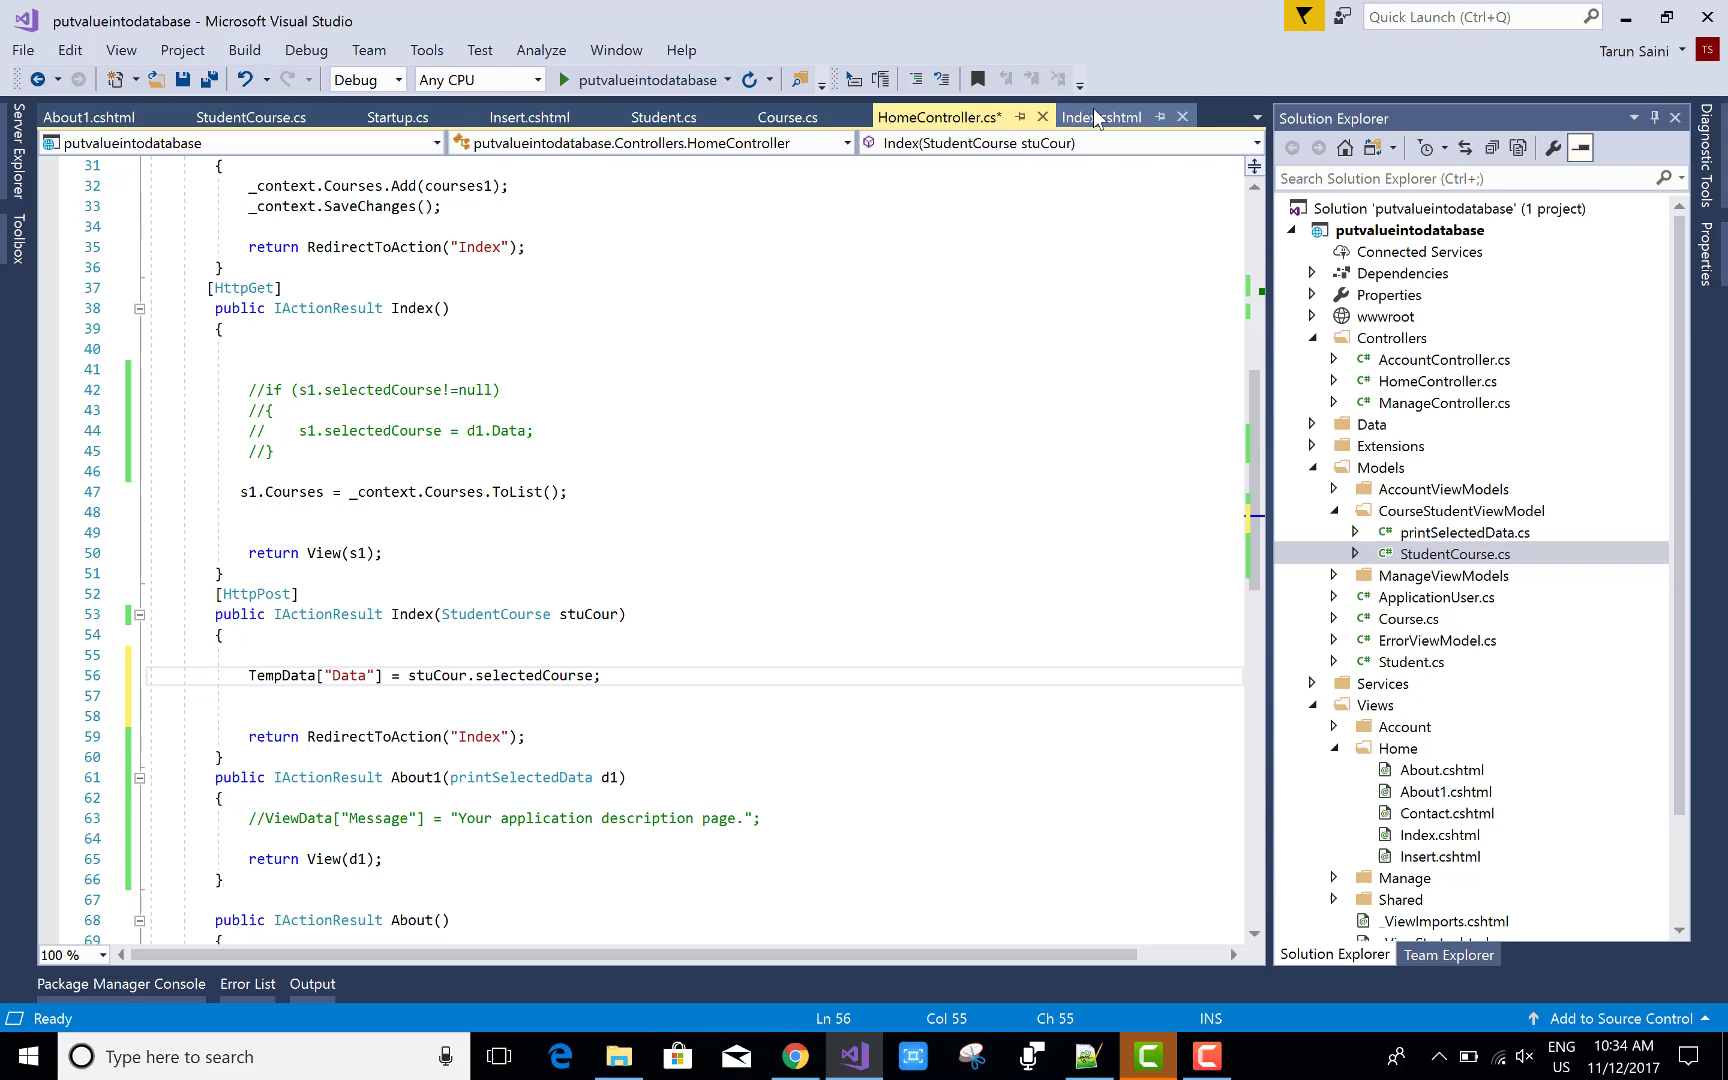 putvalueintodatabase - Microsoft Visual Studio
Quick Launch (Ctrl+Q)
File Edit View Project Build Debug Team Tools Test Analyze Window Help
Tarun Saini
TS
Debug
Any CPU
putvalueintodatabase
About1.cshtml
StudentCourse.cs
Startup.cs
Insert.cshtml
Student.cs
Course.cs
HomeController.cs*
Server Explorer
Toolbox
putvalueintodatabase
putvalueintodatabase.Controllers.HomeController
Index(StudentCourse stuCour)
31 {
32 _context.Courses.Add(courses1);
33 _context.SaveChanges();
34
35 return RedirectToAction("Index");
36 }
37 [HttpGet]
38 public IActionResult Index()
39 {
40
41
42 //if (s1.selectedCourse!=null)
43 //{
44 // s1.selectedCourse = d1.Data;
45 //}
46
47 s1.Courses = _context.Courses.ToList();
48
49
50 return View(s1);
51 }
52 [HttpPost]
53 public IActionResult Index(StudentCourse stuCour)
54 {
55
56 TempData["Data"] = stuCour.selectedCourse;
57
58
59 return RedirectToAction("Index");
60 }
61 public IActionResult About1(printSelectedData d1)
62 {
63 //ViewData["Message"] = "Your application description page.";
64
65 return View(d1);
66 }
67
68 public IActionResult About()
69 {
100 %
Solution Explorer
Search Solution Explorer (Ctrl+;)
Solution 'putvalueintodatabase' (1 project)
putvalueintodatabase
Connected Services
Dependencies
Properties
wwwroot
Controllers
C# AccountController.cs
C# HomeController.cs
C# ManageController.cs
Data
Extensions
Models
AccountViewModels
CourseStudentViewModel
C# printSelectedData.cs
C# StudentCourse.cs
ManageViewModels
C# ApplicationUser.cs
C# Course.cs
C# ErrorViewModel.cs
C# Student.cs
Services
Views
Account
Home
About.cshtml
About1.cshtml
Contact.cshtml
Index.cshtml
Insert.cshtml
Manage
Shared
_ViewImports.cshtml
Solution Explorer
Team Explorer
Diagnostic Tools
Properties
Package Manager Console
Error List
Output
Ready
Ln 56
Col 55
Ch 55
INS
Add to Source Control
Type here to search
ENG
US
10:34 AM
11/12/2017